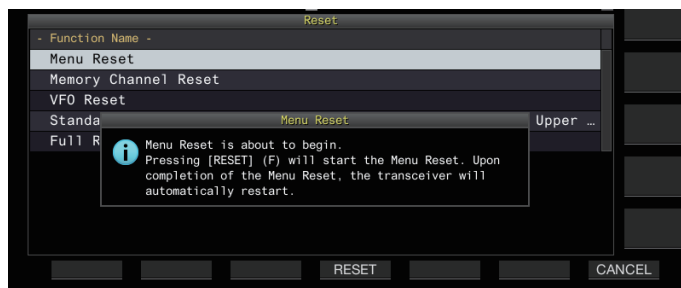 Reset
- Function Name -
Menu Reset
Memory Channel Reset
VFO Reset
Standa
Upper …
Full R
Menu Reset
Menu Reset is about to begin.
Pressing [RESET] (F) will start the Menu Reset. Upon
completion of the Menu Reset, the transceiver will
automatically restart.
RESET
CANCEL